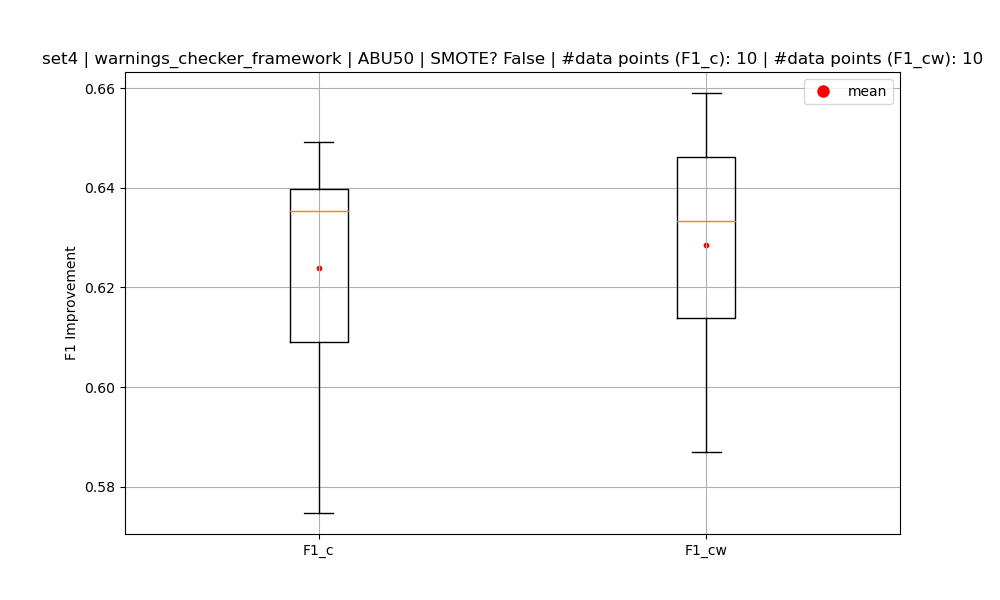 set4 | warnings_checker_framework | ABU50 | SMOTE? False | #data points (F1_c): 10 | #data points (F1_cw): 10
mean
0.66
0.64
0.62
0.60
0.58
F1 Improvement
F1_c
F1_cw